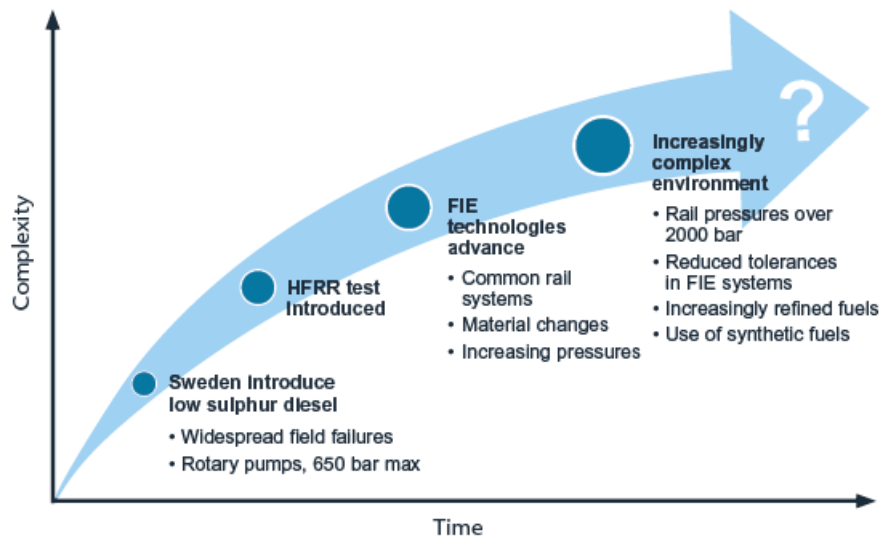 Complexity
?
Increasingly
complex
environment
• Rail pressures over
2000 bar
• Reduced tolerances
in FIE systems
• Increasingly refined fuels
• Use of synthetic fuels
FIE
technologies
advance
• Common rail
systems
• Material changes
• Increasing pressures
HFRR test
introduced
Sweden introduce
low sulphur diesel
• Widespread field failures
• Rotary pumps, 650 bar max
Time